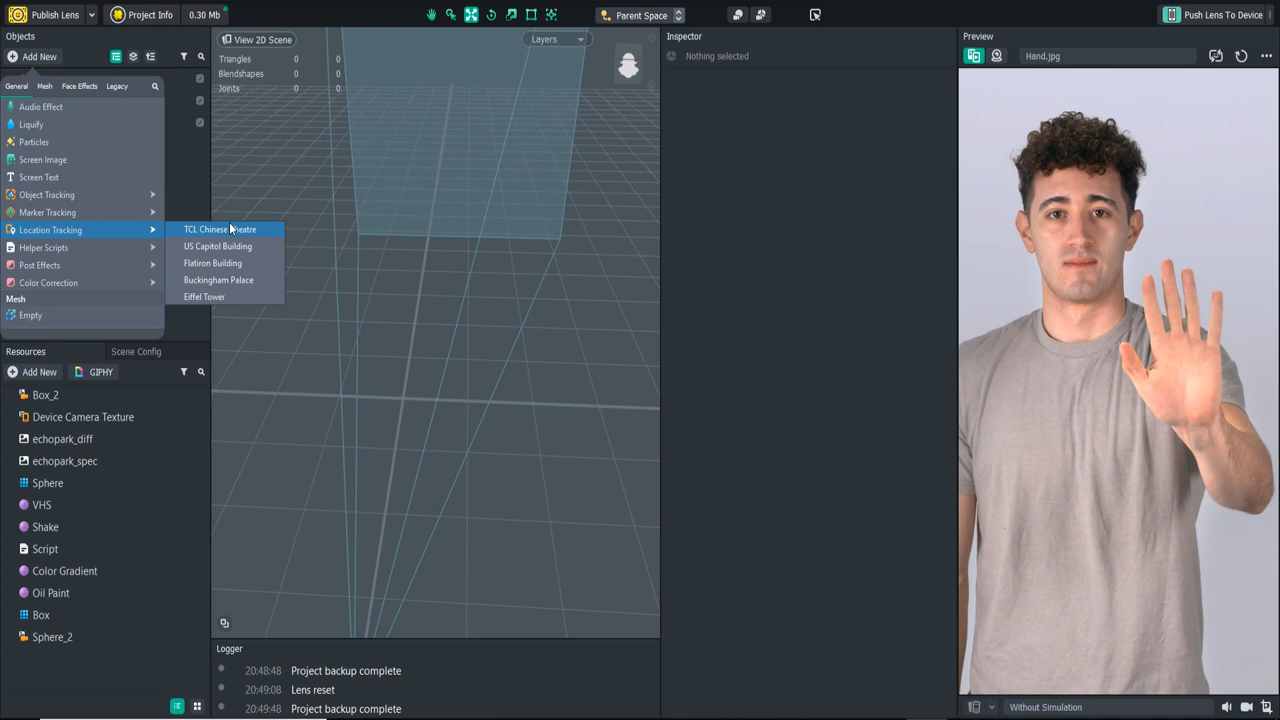 Publish Lens
Project Info
0.30 Mb
Parent Space
Push Lens To Device
Objects
Add New
General
Mesh
Face Effects
Legacy
Audio Effect
Liquify
Particles
Screen Image
Screen Text
Object Tracking
Marker Tracking
Location Tracking
Helper Scripts
Post Effects
Color Correction
Mesh
Empty
TCL Chinese Theatre
US Capitol Building
Flatiron Building
Buckingham Palace
Eiffel Tower
Resources
Scene Config
Add New
GIPHY
Box_2
Device Camera Texture
echopark_diff
echopark_spec
Sphere
VHS
Shake
Script
Color Gradient
Oil Paint
Box
Sphere_2
View 2D Scene
Layers
Triangles 0 0
Blendshapes 0 0
Joints 0 0
Logger
20:48:48 Project backup complete
20:49:08 Lens reset
20:49:48 Project backup complete
Inspector
Nothing selected
Preview
Hand.jpg
Without Simulation